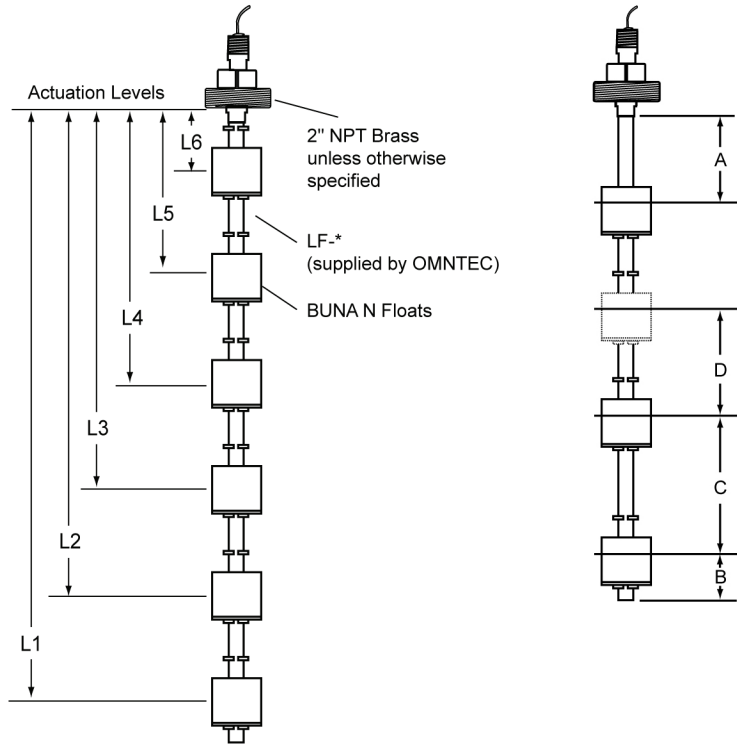 Actuation Levels
L6
2" NPT Brass
unless otherwise
specified
L5
LF-*
(supplied by OMNTEC)
BUNA N Floats
L4
L3
L2
L1
A
D
C
B